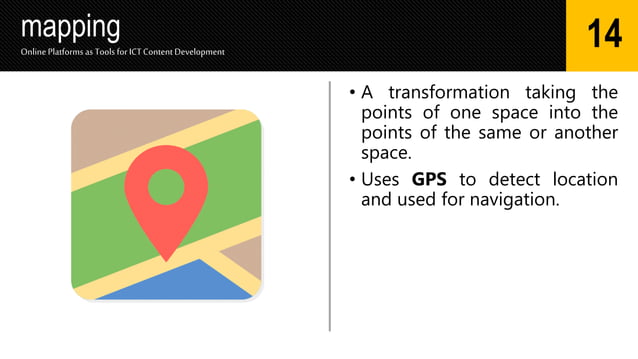 mapping
Online Platforms as Tools for ICT Content Development
14
• A transformation taking the
points of one space into the
points of the same or another
space.
• Uses GPS to detect location
and used for navigation.